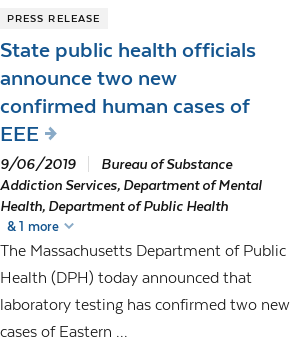 PRESS RELEASE
State public health officials
announce two new
confirmed human cases of
EEE
9/06/2019 Bureau of Substance
Addiction Services, Department of Mental
Health, Department of Public Health
& 1 more
The Massachusetts Department of Public
Health (DPH) today announced that
laboratory testing has confirmed two new
cases of Eastern ...